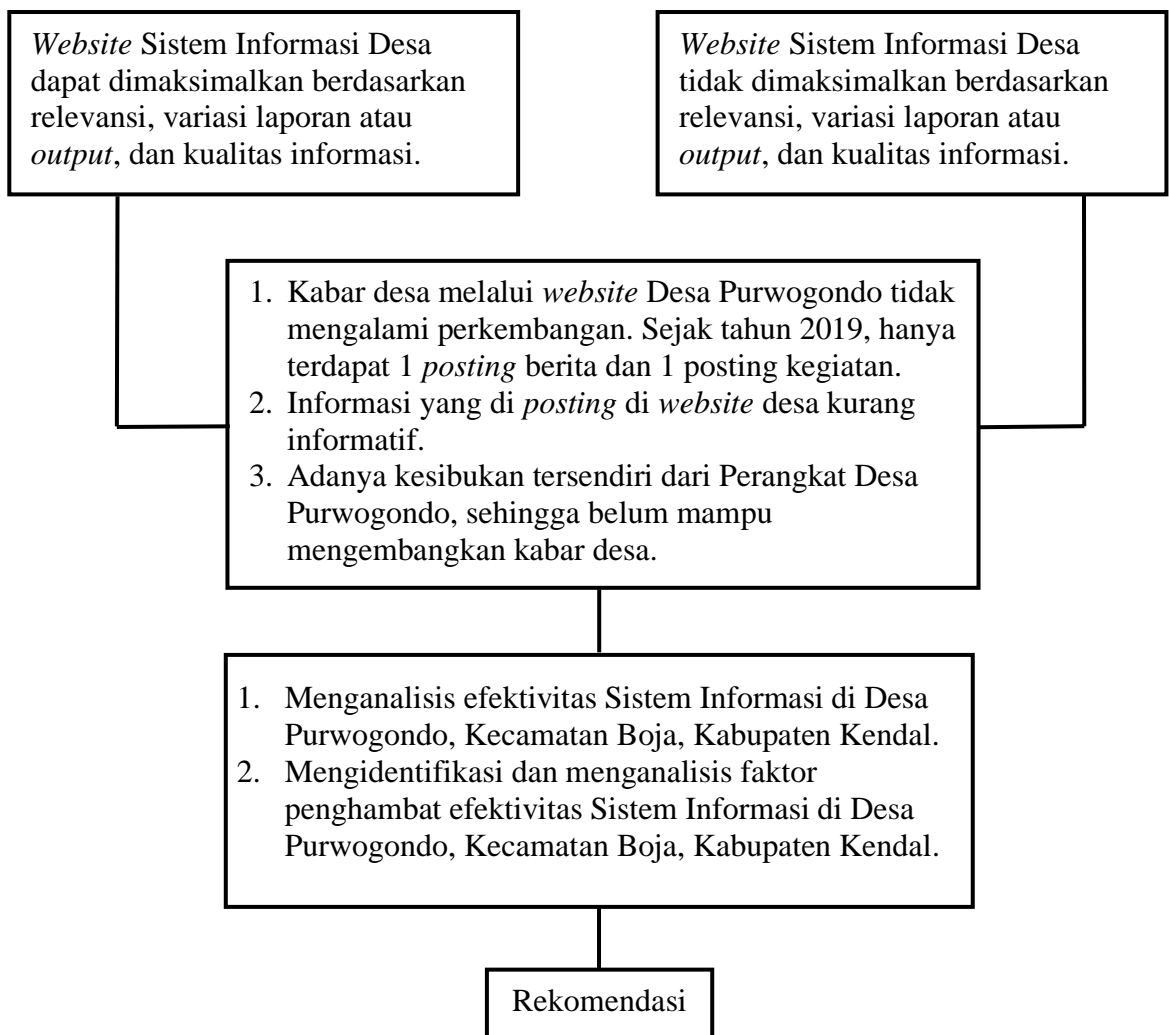 Website Sistem Informasi Desa
dapat dimaksimalkan berdasarkan
relevansi, variasi laporan atau
output, dan kualitas informasi.
Website Sistem Informasi Desa
tidak dimaksimalkan berdasarkan
relevansi, variasi laporan atau
output, dan kualitas informasi.
1. Kabar desa melalui website Desa Purwogondo tidak
mengalami perkembangan. Sejak tahun 2019, hanya
terdapat 1 posting berita dan 1 posting kegiatan.
2. Informasi yang di posting di website desa kurang
informatif.
3. Adanya kesibukan tersendiri dari Perangkat Desa
Purwogondo, sehingga belum mampu
mengembangkan kabar desa.
1. Menganalisis efektivitas Sistem Informasi di Desa
Purwogondo, Kecamatan Boja, Kabupaten Kendal.
2. Mengidentifikasi dan menganalisis faktor
penghambat efektivitas Sistem Informasi di Desa
Purwogondo, Kecamatan Boja, Kabupaten Kendal.
Rekomendasi